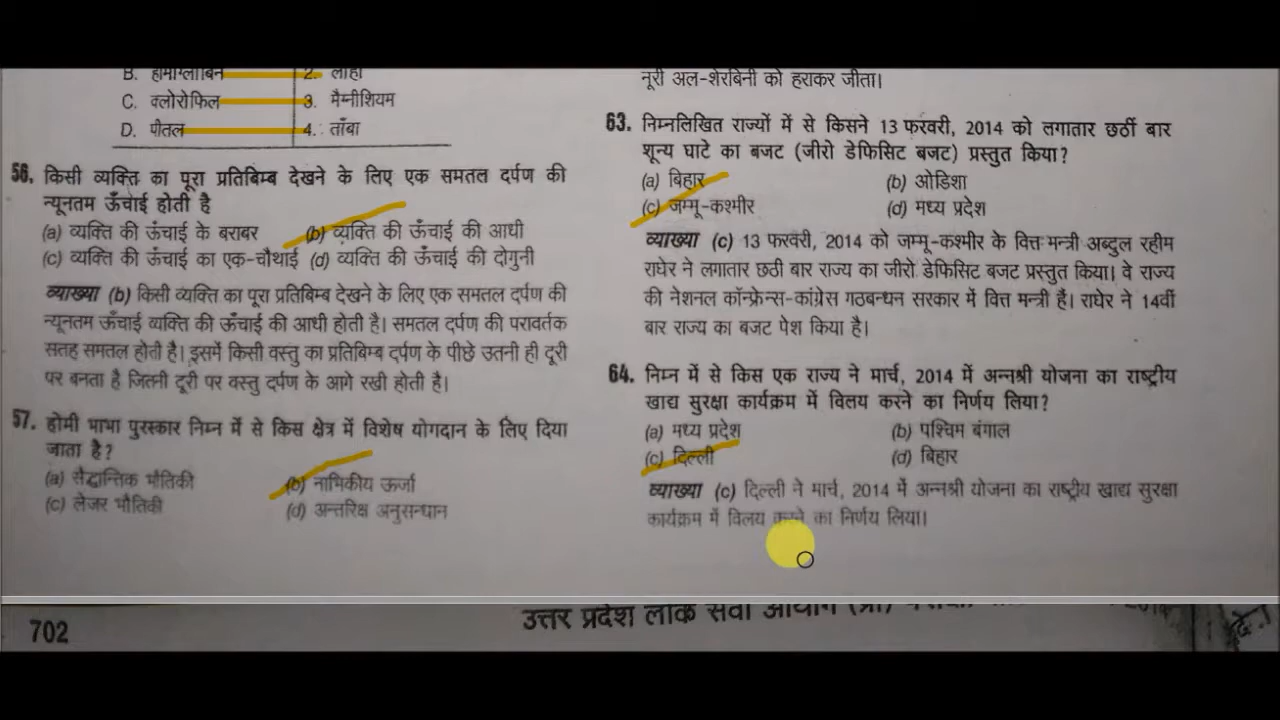 B. हीमोग्लोबिन 2. लोहा
C. क्लोरोफिल 3. मैग्नीशियम
D. पीतल 4. ताँबा
56. किसी व्यक्ति का पूरा प्रतिबिम्ब देखने के लिए एक समतल दर्पण की
न्यूनतम ऊँचाई होती है
(a) व्यक्ति की ऊँचाई के बराबर (b) व्यक्ति की ऊँचाई की आधी
(c) व्यक्ति की ऊँचाई का एक-चौथाई (d) व्यक्ति की ऊँचाई की दोगुनी
व्याख्या (b) किसी व्यक्ति का पूरा प्रतिबिम्ब देखने के लिए एक समतल दर्पण की
न्यूनतम ऊँचाई व्यक्ति की ऊँचाई की आधी होती है। समतल दर्पण की परावर्तक
सतह समतल होती है। इसमें किसी वस्तु का प्रतिबिम्ब दर्पण के पीछे उतनी ही दूरी
पर बनता है जितनी दूरी पर वस्तु दर्पण के आगे रखी होती है।
57. होमी भाभा पुरस्कार निम्न में से किस क्षेत्र में विशेष योगदान के लिए दिया
जाता है?
(a) सैद्धान्तिक भौतिकी (b) नाभिकीय ऊर्जा
(c) लेजर भौतिकी (d) अन्तरिक्ष अनुसन्धान
नूरी अल-शेरबिनी को हराकर जीता।
63. निम्नलिखित राज्यों में से किसने 13 फरवरी, 2014 को लगातार छठीं बार
शून्य घाटे का बजट (जीरो डेफिसिट बजट) प्रस्तुत किया?
(a) बिहार (b) ओडिशा
(c) जम्मू-कश्मीर (d) मध्य प्रदेश
व्याख्या (c) 13 फरवरी, 2014 को जम्मू-कश्मीर के वित्त मन्त्री अब्दुल रहीम
राघेर ने लगातार छठी बार राज्य का जीरो डेफिसिट बजट प्रस्तुत किया। वे राज्य
की नेशनल कॉन्फ्रेन्स-कांग्रेस गठबन्धन सरकार में वित्त मन्त्री हैं। राघेर ने 14वीं
बार राज्य का बजट पेश किया है।
64. निम्न में से किस एक राज्य ने मार्च, 2014 में अन्नश्री योजना का राष्ट्रीय
खाद्य सुरक्षा कार्यक्रम में विलय करने का निर्णय लिया?
(a) मध्य प्रदेश (b) पश्चिम बंगाल
(c) दिल्ली (d) बिहार
व्याख्या (c) दिल्ली ने मार्च, 2014 में अन्नश्री योजना का राष्ट्रीय खाद्य सुरक्षा
कार्यक्रम में विलय करने का निर्णय लिया।
702 उत्तर प्रदेश लोक सेवा आयोग (प्रा)